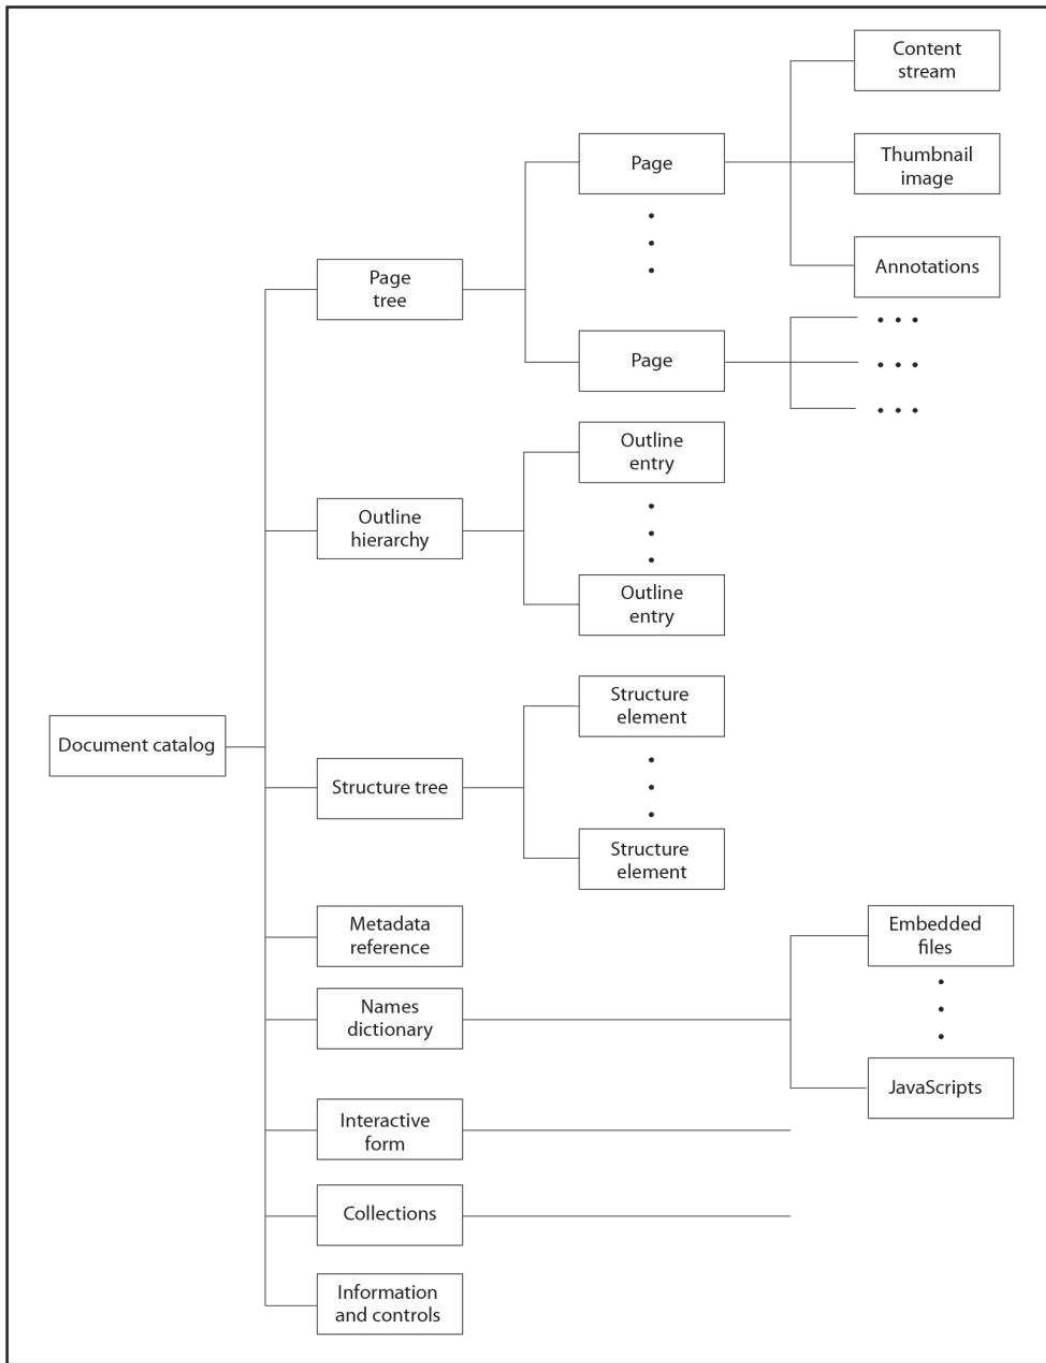 Content
stream
Page
Thumbnail
image
Annotations
Page
tree
Page
Outline
entry
Outline
hierarchy
Outline
entry
Structure
element
Document catalog
Structure tree
Structure
element
Metadada
reference
Embedded
files
Names
dictionary
JavaScripts
Interactive
form
Collections
Information
and controls